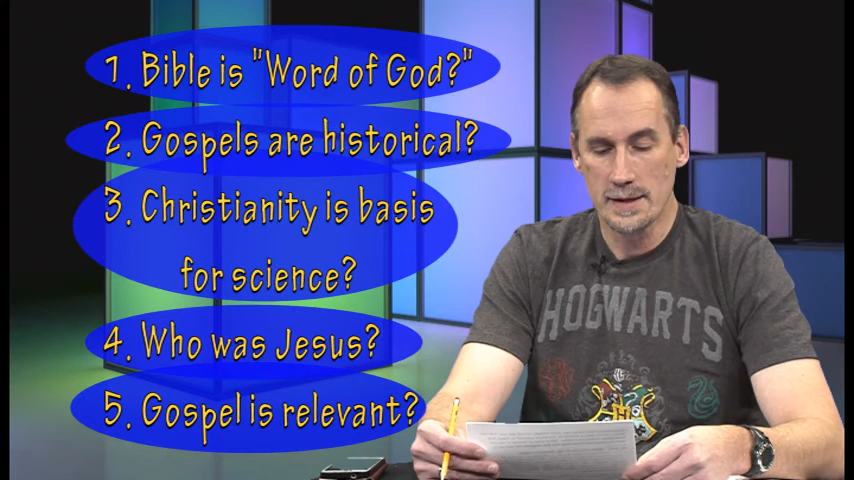 1. Bible is "Word of God?"
2. Gospels are historical?
3. Christianity is basis
for science?
4. Who was Jesus?
5. Gospel is relevant?
HOGWARTS
H